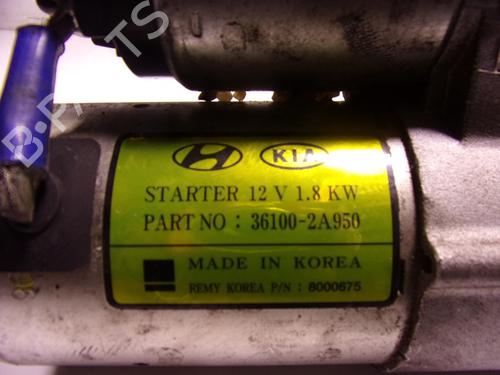 KIA
STARTER 12 V 1.8 KW
PART NO : 36100-2A950
MADE IN KOREA
REMY KOREA P/N : 8000675
B-PARTS